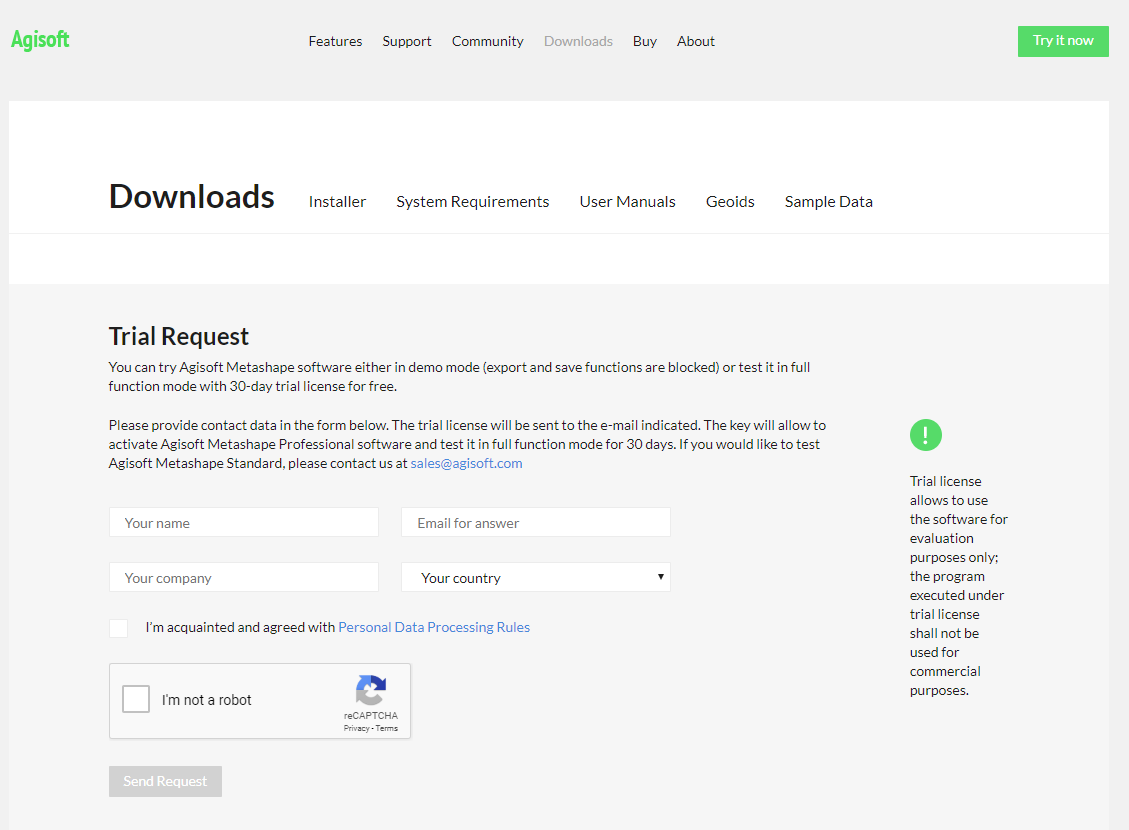 Agisoft
Features Support Community Downloads Buy About
Try it now
Downloads
Installer System Requirements User Manuals Geoids Sample Data
Trial Request
You can try Agisoft Metashape software either in demo mode (export and save functions are blocked) or test it in full
function mode with 30-day trial license for free.
Please provide contact data in the form below. The trial license will be sent to the e-mail indicated. The key will allow to
activate Agisoft Metashape Professional software and test it in full function mode for 30 days. If you would like to test
Agisoft Metashape Standard, please contact us at sales@agisoft.com
Your name
Email for answer
Your company
Your country
I'm acquainted and agreed with Personal Data Processing Rules
I'm not a robot
reCAPTCHA
Privacy - Terms
Send Request
!
Trial license
allows to use
the software for
evaluation
purposes only;
the program
executed under
trial license
shall not be
used for
commercial
purposes.